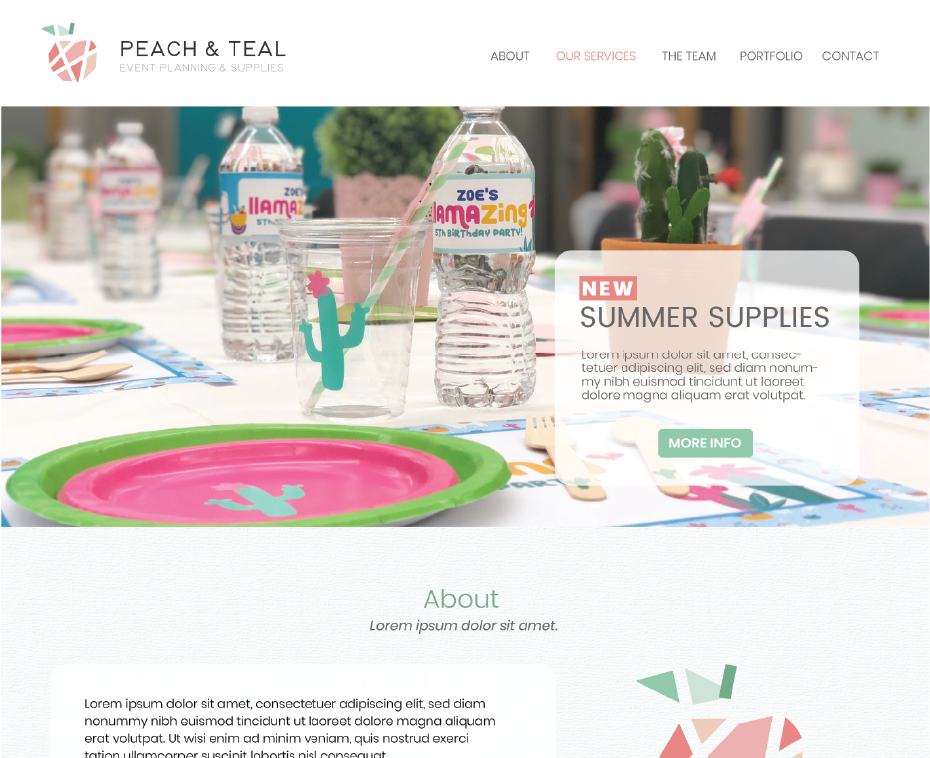 PEACH & TEAL
EVENT PLANNING & SUPPLIES
ABOUT OUR SERVICES THE TEAM PORTFOLIO CONTACT
ZOE'S
llamazing
5TH BiRTHDAY PARTY!
NEW
SUMMER SUPPLIES
Lorem ipsum dolor sit amet, consec-
tetuer adipiscing elit, sed diam nonum-
my nibh euismod tincidunt ut laoreet
dolore magna aliquam erat volutpat.
MORE INFO
About
Lorem ipsum dolor sit amet.
Lorem ipsum dolor sit amet, consectetuer adipiscing elit, sed diam
nonummy nibh euismod tincidunt ut laoreet dolore magna aliquam
erat volutpat. Ut wisi enim ad minim veniam, quis nostrud exerci
tation ullamcorper suscipit lobortis nisl consequat